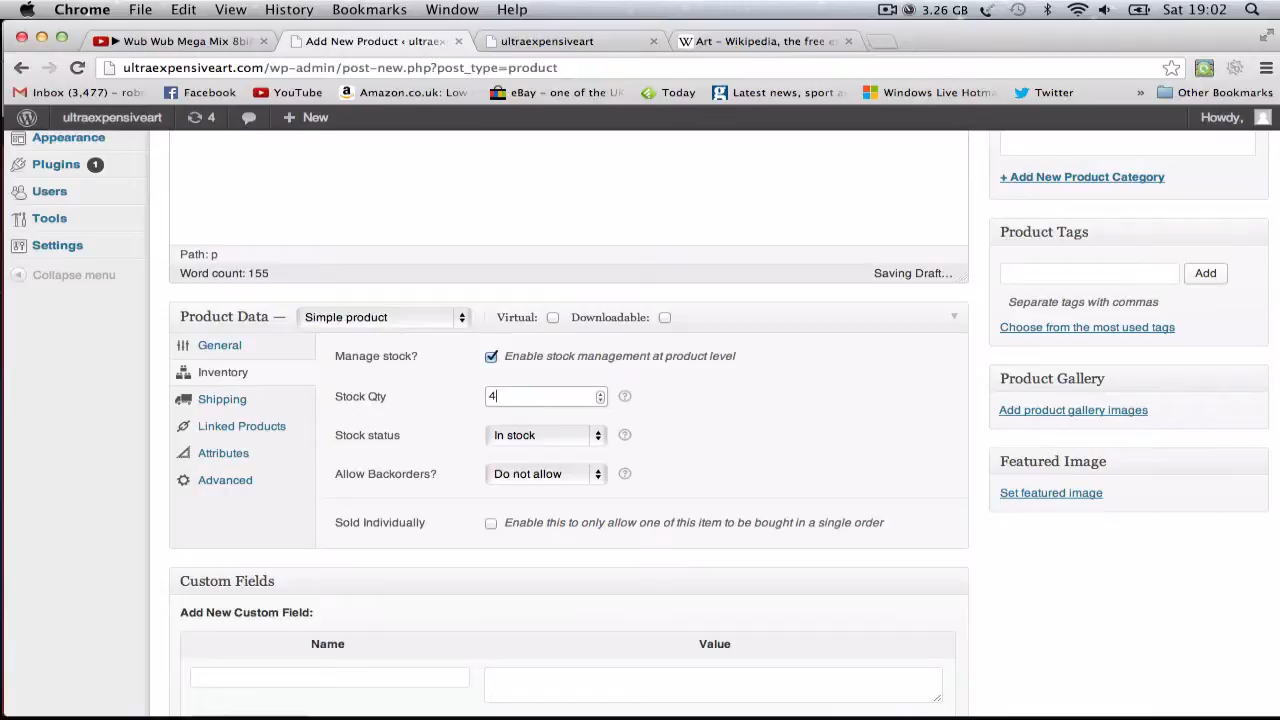 Chrome File Edit View History Bookmarks Window Help 3.26 GB Sat 19:02
Wub Wub Mega Mix 8bi Add New Product ‹ ultraex ultraexpensiveart W Art – Wikipedia, the free e
ultraexpensiveart.com/wp-admin/post-new.php?post_type=product
Inbox (3,477) – rob Facebook YouTube Amazon.co.uk: Low eBay – one of the UK Today Latest news, sport a Windows Live Hotma Twitter » Other Bookmarks
ultraexpensiveart 4 + New Howdy,
Appearance
+ Add New Product Category
Plugins 1
Users
Tools
Settings
Collapse menu
Path: p
Word count: 155 Saving Draft…
Product Tags
Add
Separate tags with commas
Choose from the most used tags
Product Data — Simple product Virtual: Downloadable:
General
Inventory
Shipping
Linked Products
Attributes
Advanced
Manage stock? Enable stock management at product level
Stock Qty 4 ?
Stock status In stock ?
Allow Backorders? Do not allow ?
Sold Individually Enable this to only allow one of this item to be bought in a single order
Product Gallery
Add product gallery images
Featured Image
Set featured image
Custom Fields
Add New Custom Field:
Name Value